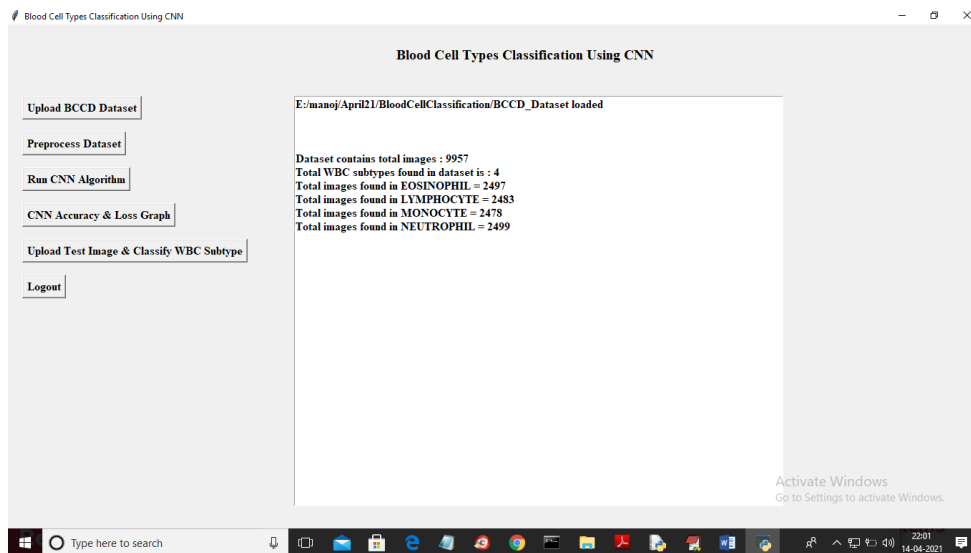 Blood Cell Types Classification Using CNN
Blood Cell Types Classification Using CNN
Upload BCCD Dataset
Preprocess Dataset
Run CNN Algorithm
CNN Accuracy & Loss Graph
Upload Test Image & Classify WBC Subtype
Logout
E:/manoj/April21/BloodCellClassification/BCCD_Dataset loaded
Dataset contains total images : 9957
Total WBC subtypes found in dataset is : 4
Total images found in EOSINOPHIL = 2497
Total images found in LYMPHOCYTE = 2483
Total images found in MONOCYTE = 2478
Total images found in NEUTROPHIL = 2499
Activate Windows
Go to Settings to activate Windows.
Type here to search
22:01
14-04-2021